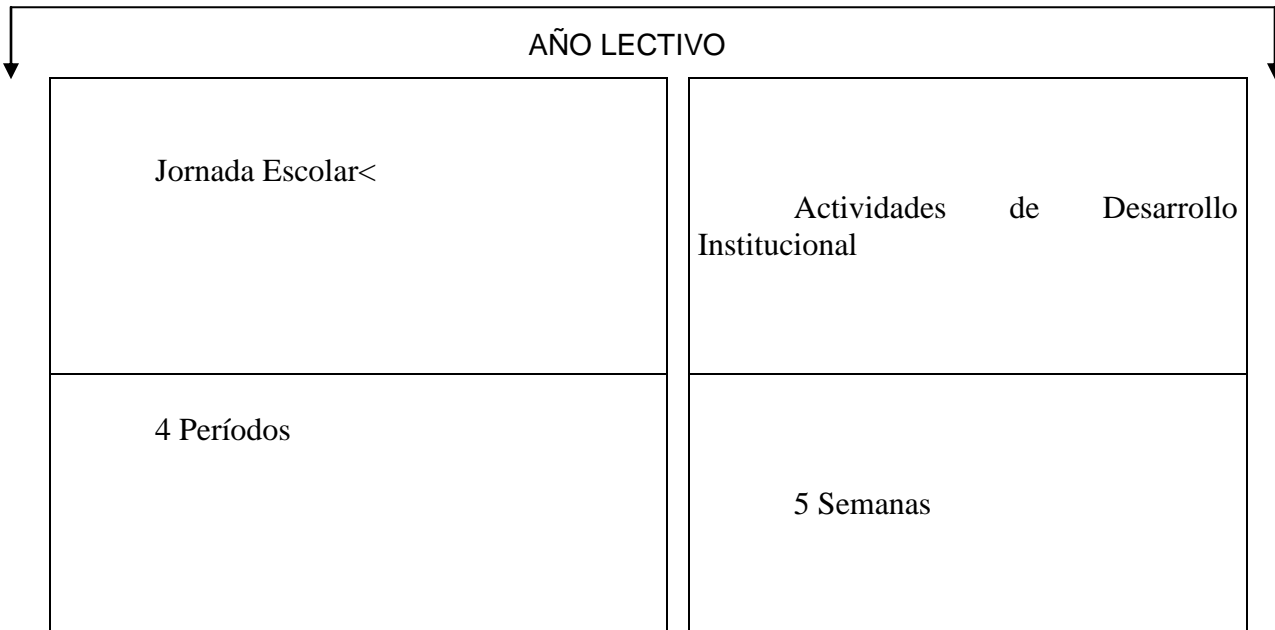 AÑO LECTIVO
Jornada Escolar<
Actividades de Desarrollo
Institucional
4 Períodos
5 Semanas